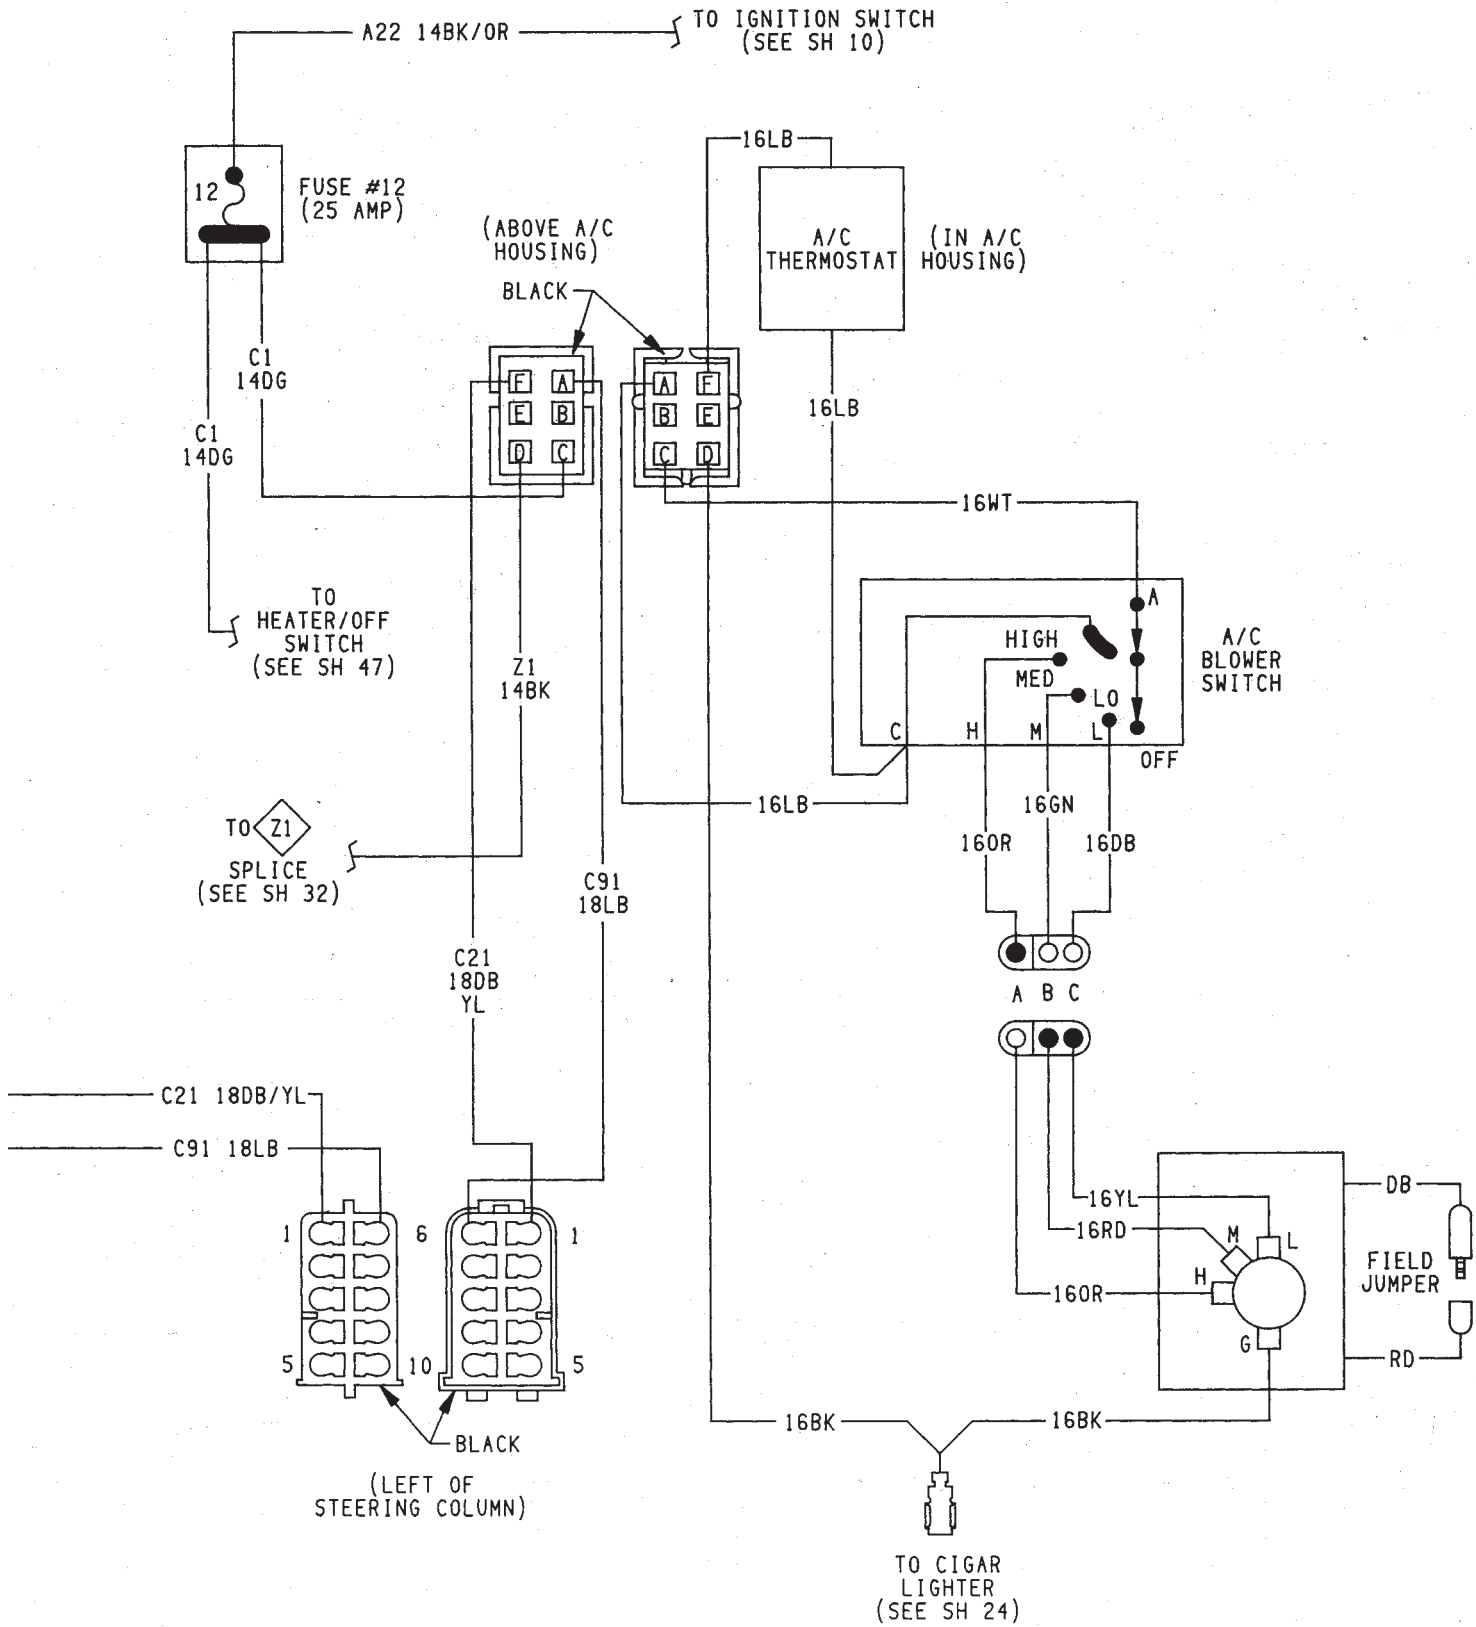 A22 14BK/OR
TO IGNITION SWITCH
(SEE SH 10)
12
FUSE #12
(25 AMP)
16LB
(ABOVE A/C
HOUSING)
BLACK
A/C
THERMOSTAT
(IN A/C
HOUSING)
C1
14DG
C1
14DG
F A
E B
D C
A F
B E
C D
16LB
16WT
TO
HEATER/OFF
SWITCH
(SEE SH 47)
Z1
14BK
A
HIGH
MED
LO
C H M L
OFF
A/C
BLOWER
SWITCH
16LB
16GN
16OR
16DB
TO Z1
SPLICE
(SEE SH 32)
C91
18LB
C21
18DB
YL
A B C
C21 18DB/YL
C91 18LB
16YL
16RD
16OR
M
L
H
G
DB
FIELD
JUMPER
RD
1 6 1
5 10 5
BLACK
(LEFT OF
STEERING COLUMN)
16BK
16BK
TO CIGAR
LIGHTER
(SEE SH 24)